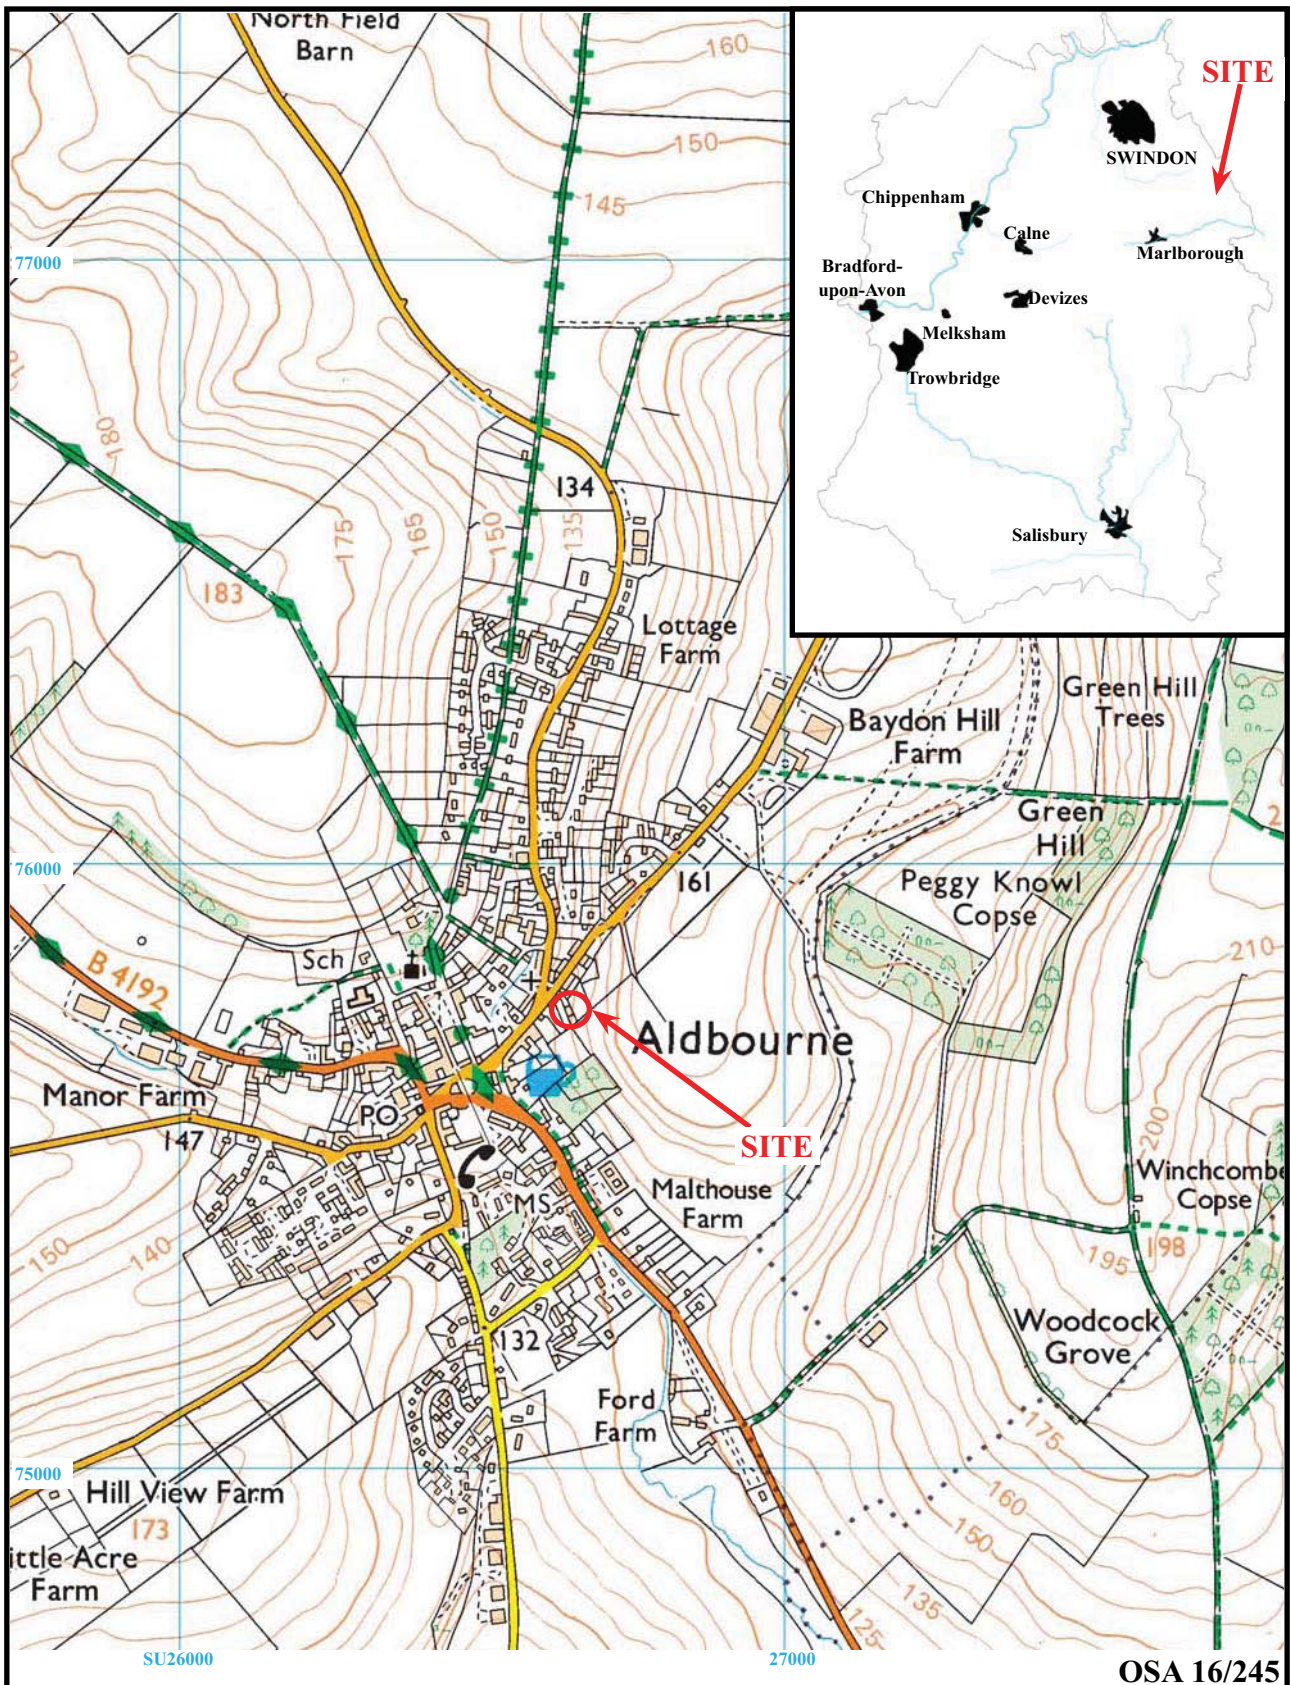 North Field
Barn
160
150
145
SITE
SWINDON
Chippenham
Calne
Marlborough
Bradford-
upon-Avon
Devizes
Melksham
Trowbridge
Salisbury
77000
180
175
165
150
135
134
183
Lottage
Farm
Green Hill
Trees
Baydon Hill
Farm
Green
Hill
76000
161
Peggy Knowl
Copse
210
Sch
B 4192
Aldbourne
Manor Farm
PO
147
SITE
200
Winchcombe
Copse
MS
Malthouse
Farm
150
140
195
198
132
Woodcock
Grove
Ford
Farm
175
75000
Hill View Farm
173
160
150
ittle Acre
Farm
135
125
SU26000
27000
OSA 16/245